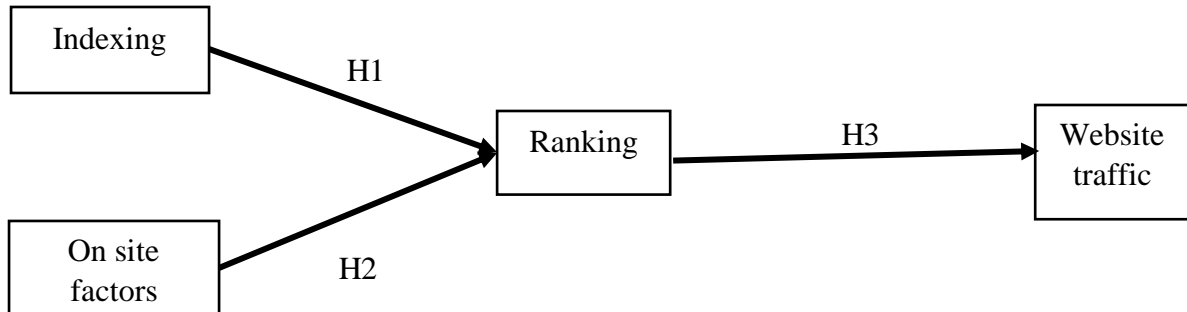 Indexing
H1
Ranking
H3
Website
traffic
On site
factors
H2